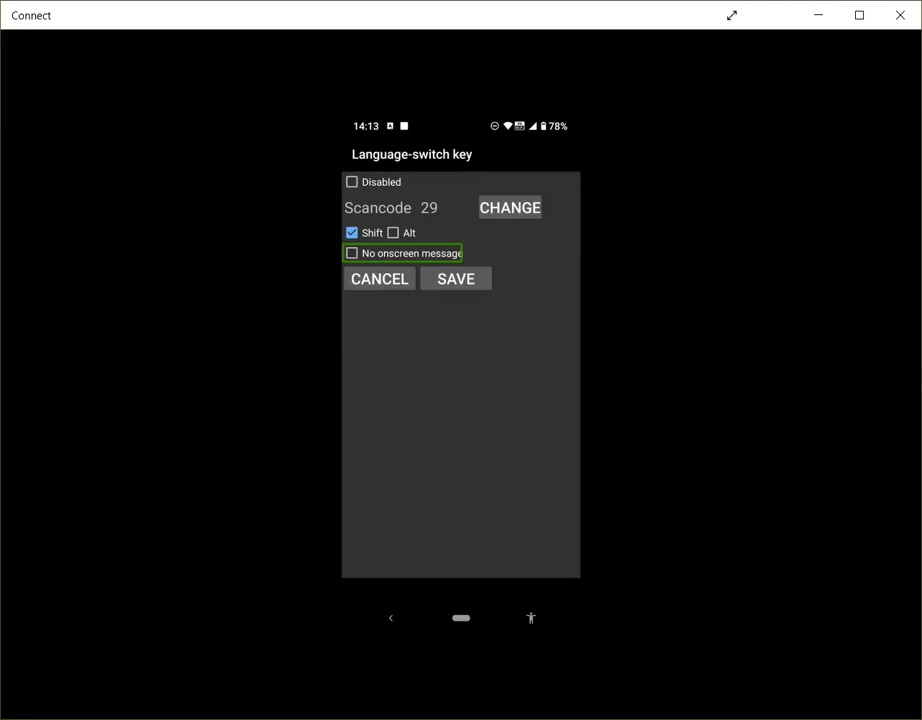 Connect
14:13 78%
Language-switch key
Disabled
Scancode 29 CHANGE
Shift Alt
No onscreen message
CANCEL SAVE